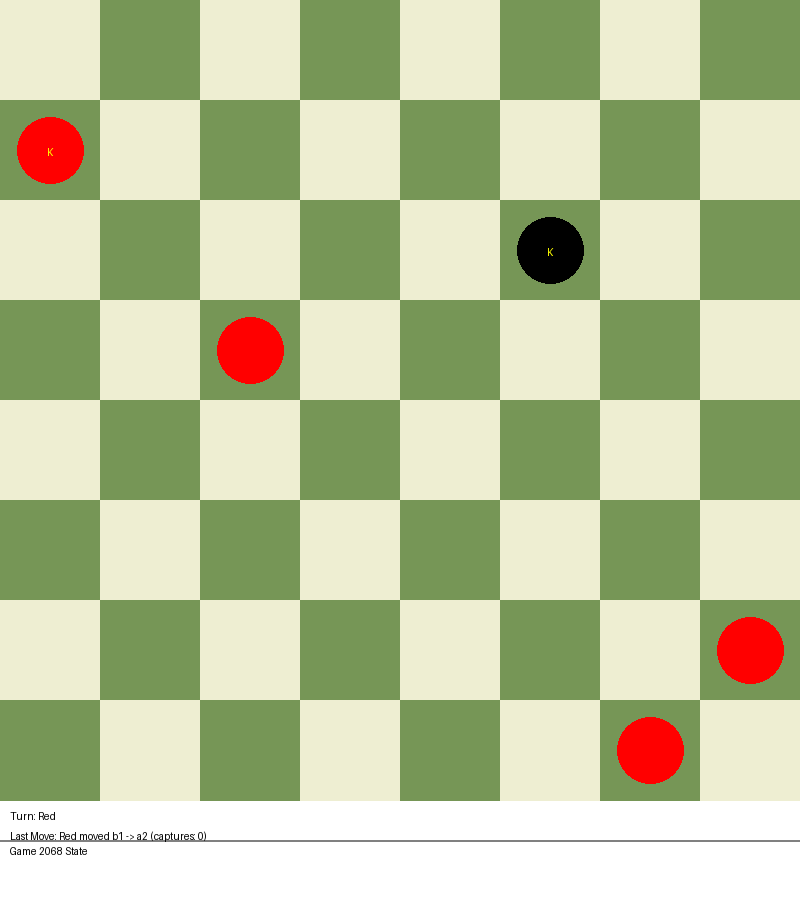 K
K
Turn: Red
Last Move: Red moved b1 -> a2 (captures: 0)
Game 2068 State